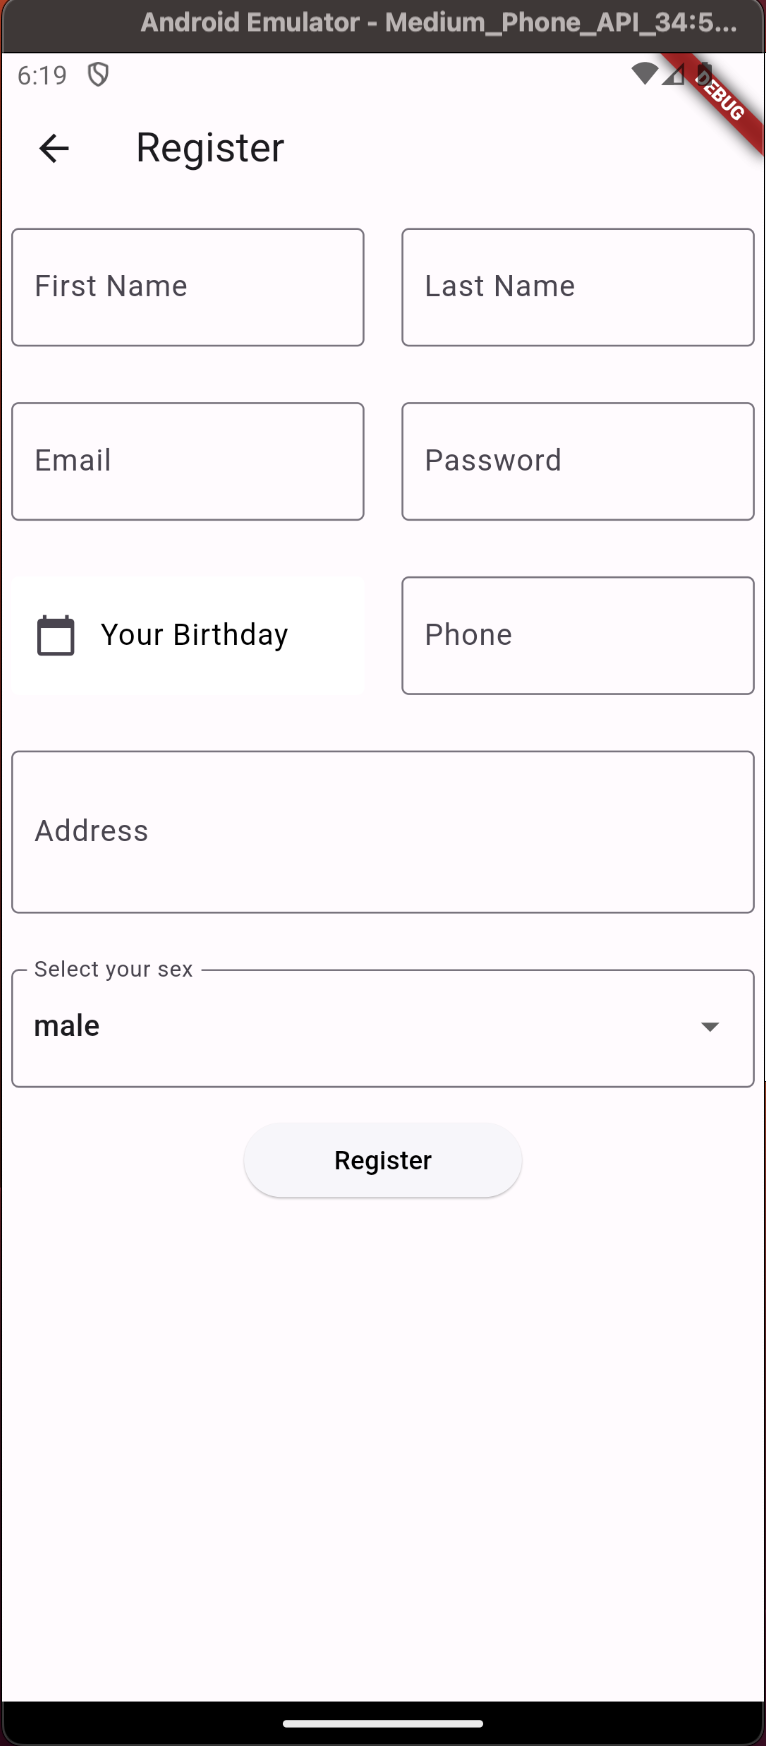 Android Emulator - Medium_Phone_API_34:5...
6:19
DEBUG
Register
First Name
Last Name
Email
Password
Your Birthday
Phone
Address
Select your sex
male
Register